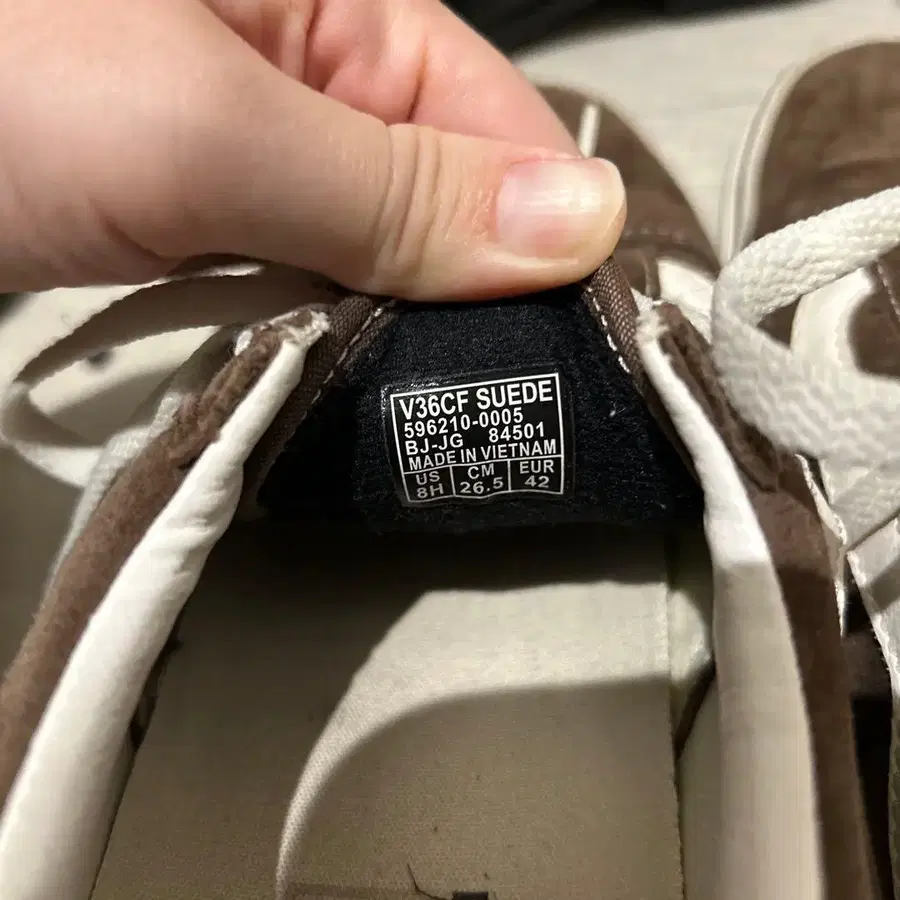 V36CF SUEDE
596210-0005
BJ-JG 84501
MADE IN VIETNAM
US CM EUR
8H 26.5 42